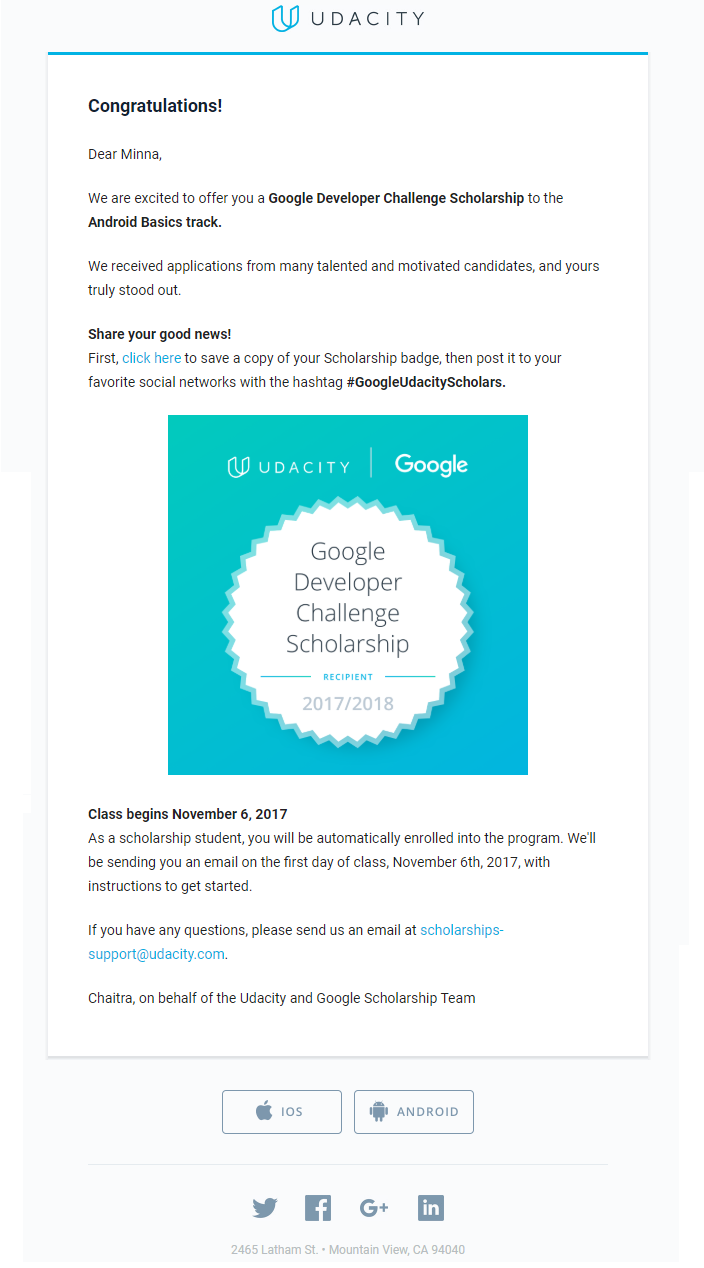 UDACITY
Congratulations!
Dear Minna,
We are excited to offer you a Google Developer Challenge Scholarship to the
Android Basics track.
We received applications from many talented and motivated candidates, and yours
truly stood out.
Share your good news!
First, click here to save a copy of your Scholarship badge, then post it to your
favorite social networks with the hashtag #GoogleUdacityScholars.
UDACITY Google
Google
Developer
Challenge
Scholarship
RECIPIENT
2017/2018
Class begins November 6, 2017
As a scholarship student, you will be automatically enrolled into the program. We'll
be sending you an email on the first day of class, November 6th, 2017, with
instructions to get started.
If you have any questions, please send us an email at scholarships-
support@udacity.com.
Chaitra, on behalf of the Udacity and Google Scholarship Team
IOS ANDROID
G+ in
2465 Latham St. • Mountain View, CA 94040